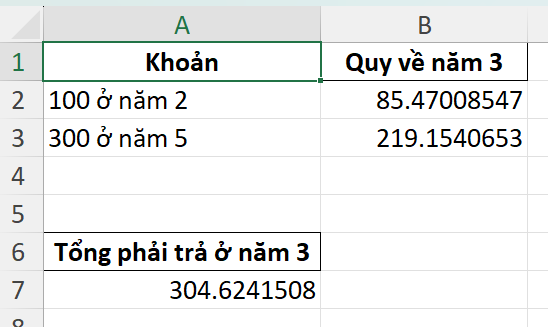 A B
1 Khoản Quy về năm 3
2 100 ở năm 2 85.47008547
3 300 ở năm 5 219.1540653
4
5
6 Tổng phải trả ở năm 3
7 304.6241508
8